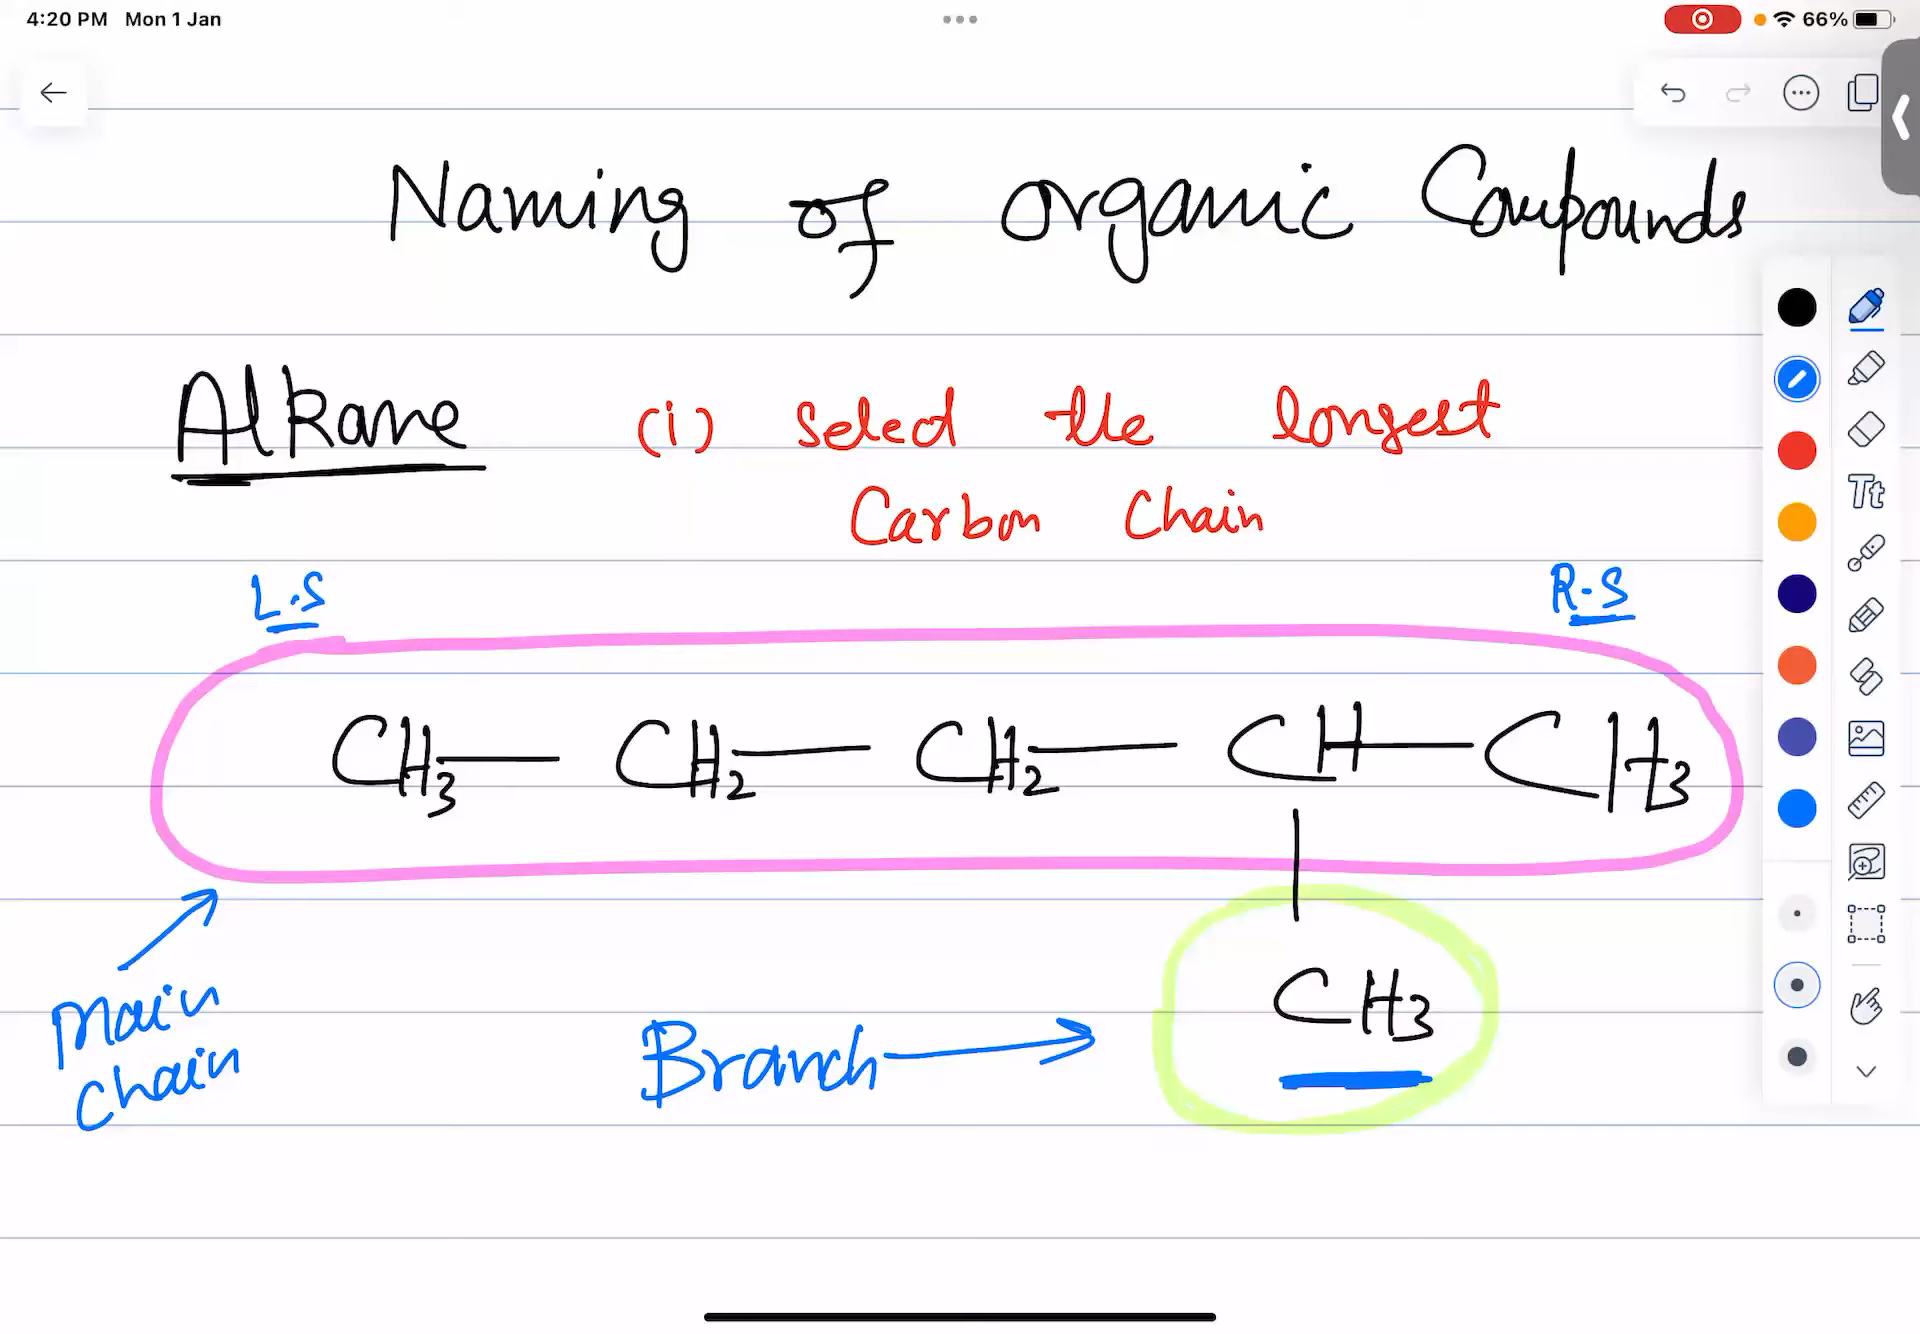 4:20 PM Mon 1 Jan
66%
Naming of organic Compounds
Alkane (i) Select the longest
Carbon Chain
L.S R-S
CH3— CH2— CH2— CH—CH3
|
CH3
Main
Chain
Branch
Tt